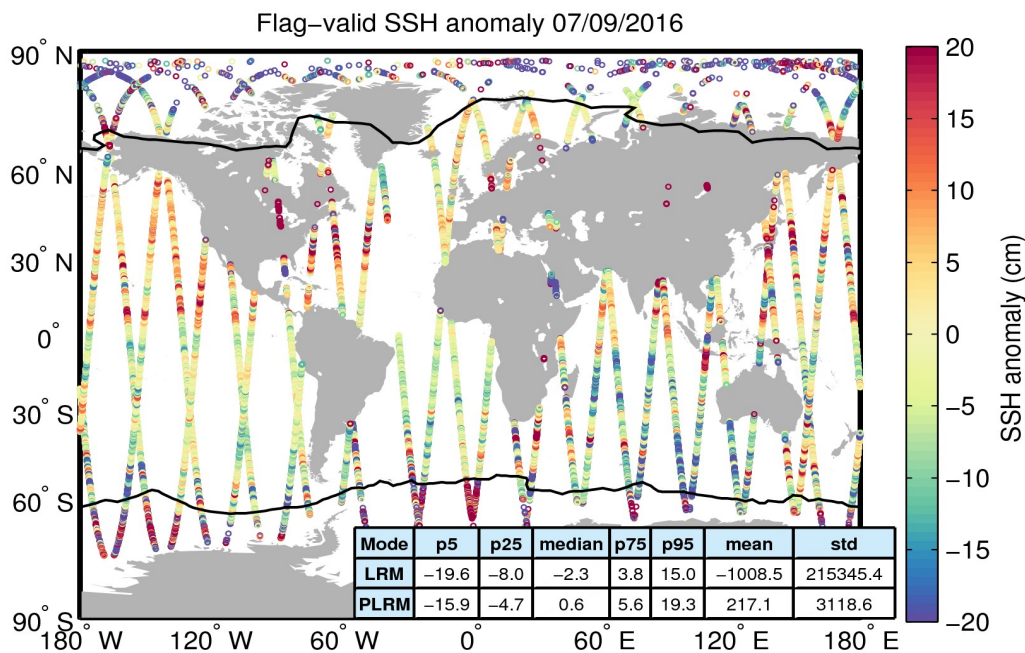 Flag−valid SSH anomaly 07/09/2016
90° N
60° N
30° N
0°
30° S
60° S
90° S
180° W
120° W
60° W
0°
60° E
120° E
180° E
Mode p5 p25 median p75 p95 mean std
LRM −19.6 −8.0 −2.3 3.8 15.0 −1008.5 215345.4
PLRM −15.9 −4.7 0.6 5.6 19.3 217.1 3118.6
20
15
10
5
0
−5
−10
−15
−20
SSH anomaly (cm)